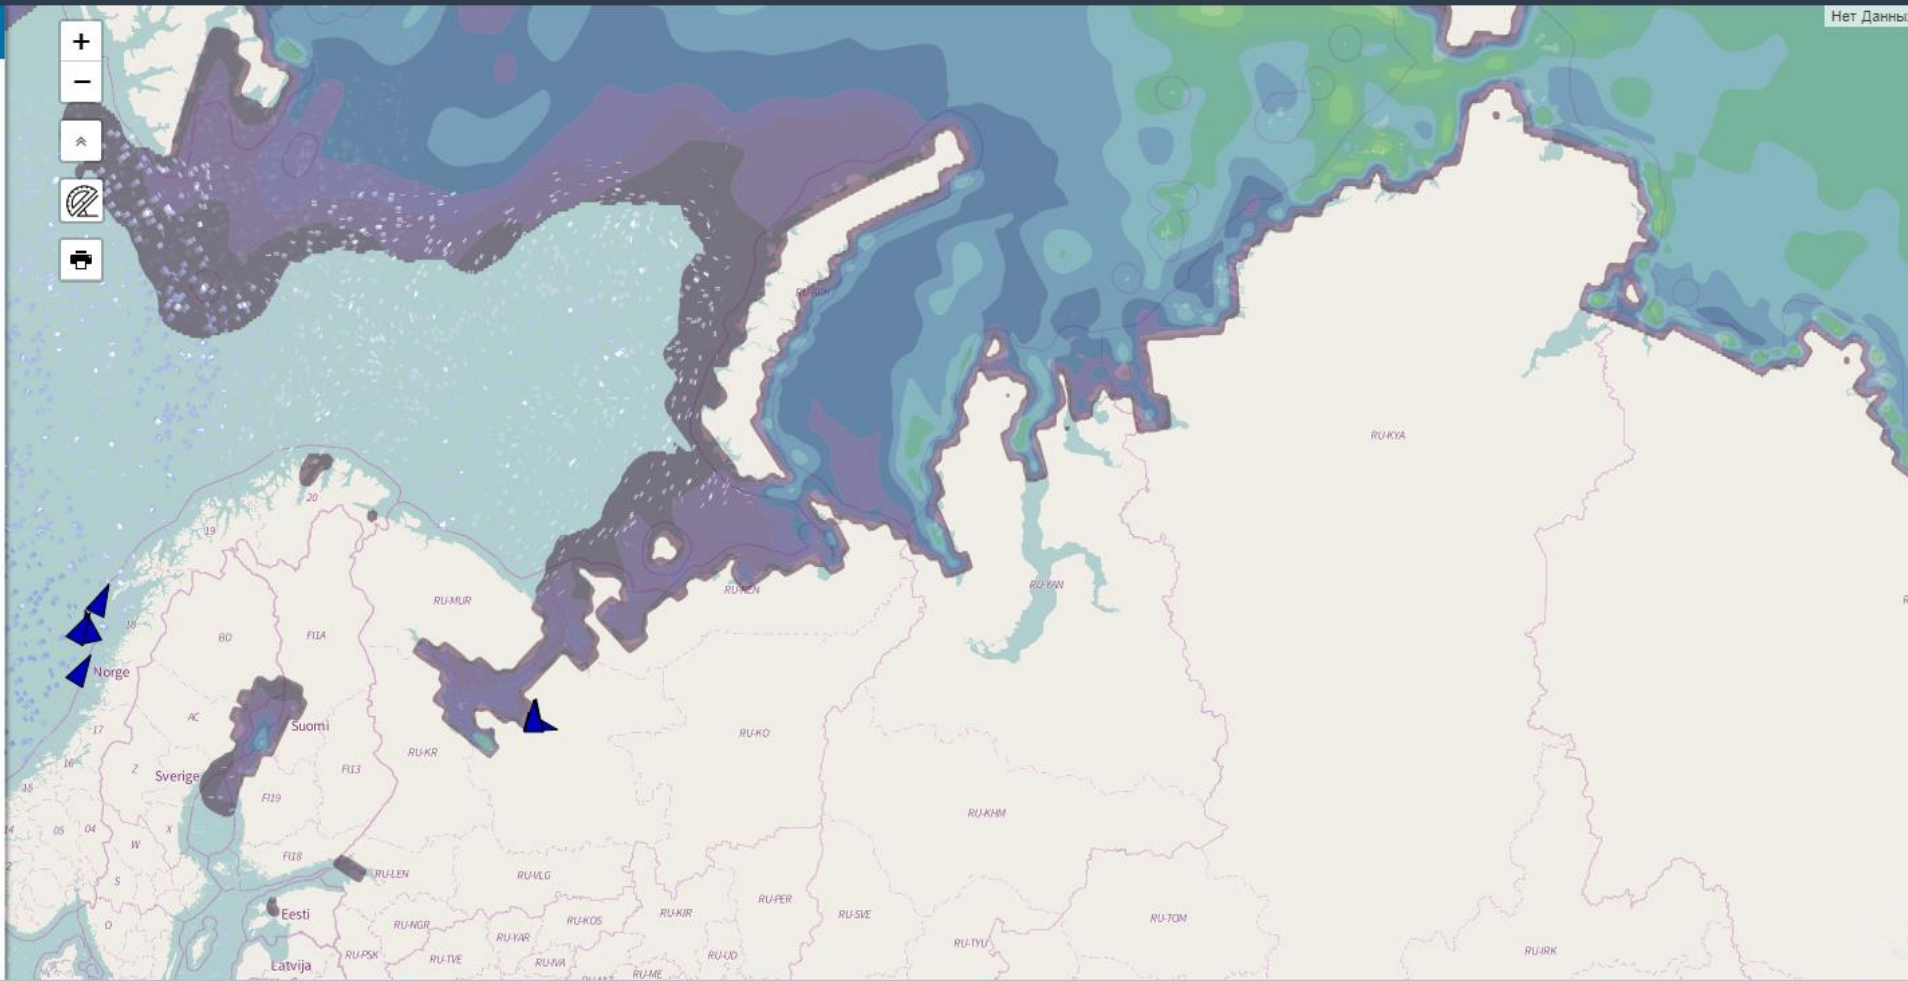 +
−
Нет Данны
20
19
RU-MUR
RU-NEN
RU-YAN
RU-KYA
18
BD
FI1A
Norge
AC
Suomi
17
RU-KR
RU-KO
16
Z
Sverige
FI13
15
FI19
RU-KHM
14
05
04
X
W
FI18
RU-LEN
RU-VLG
S
RU-PER
Eesti
RU-NGR
RU-KOS
RU-KIR
RU-SVE
RU-TOM
O
RU-YAR
RU-TYU
Latvija
RU-PSK
RU-TVE
RU-IVA
RU-ME
RU-UD
RU-IRK